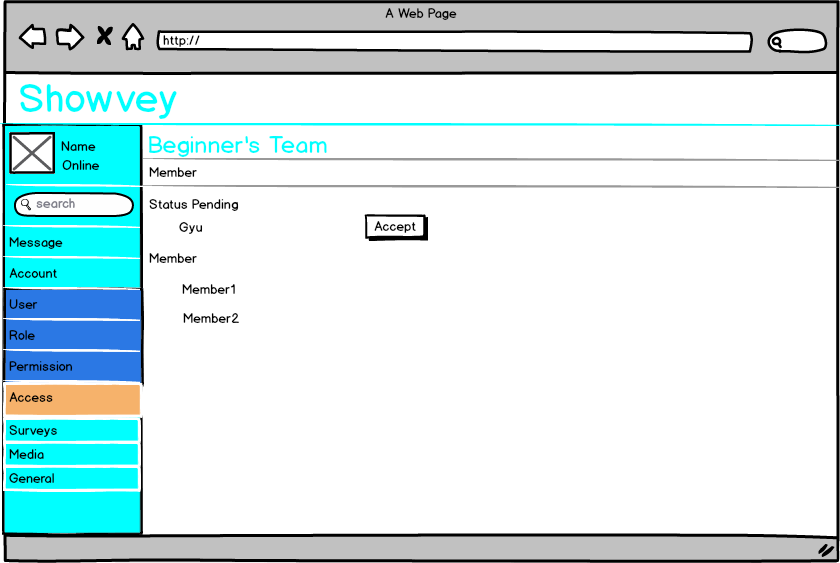 A Web Page
http://
Showvey
Name
Online
search
Message
Account
User
Role
Permission
Access
Surveys
Media
General
Beginner's Team
Member
Status Pending
Gyu Accept
Member
Member1
Member2